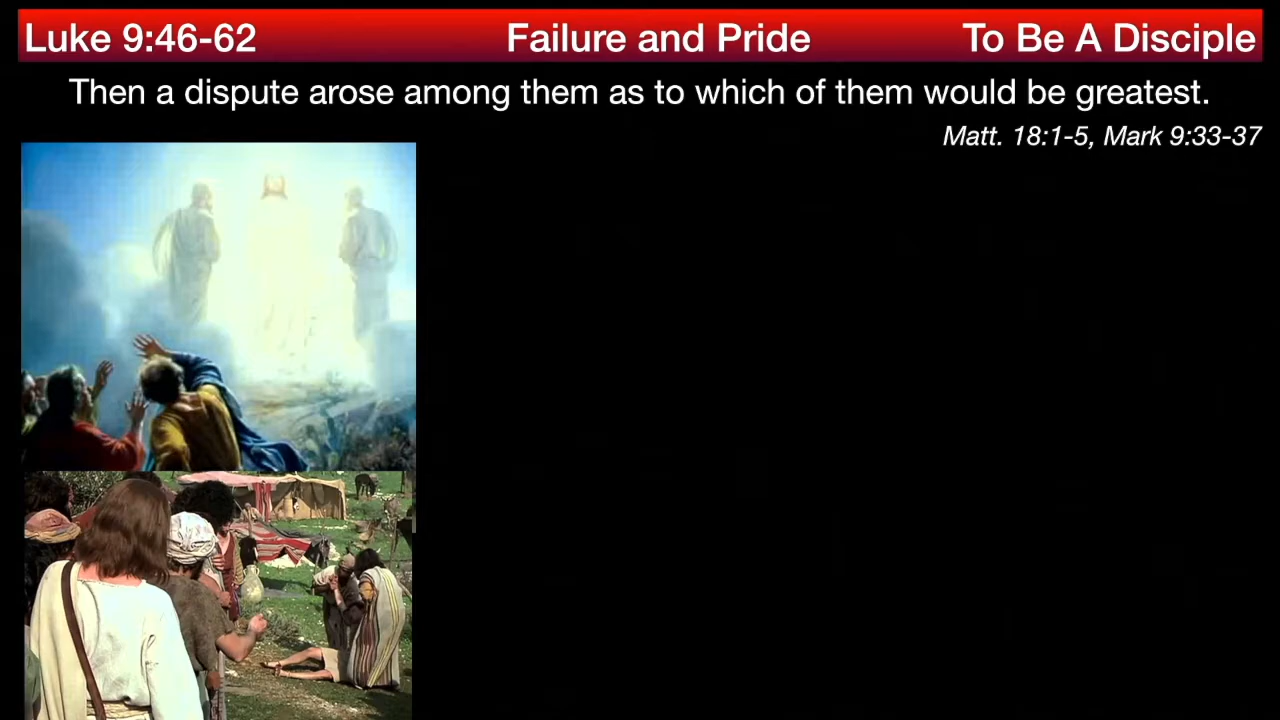 Luke 9:46-62 Failure and Pride To Be A Disciple
Then a dispute arose among them as to which of them would be greatest.
Matt. 18:1-5, Mark 9:33-37